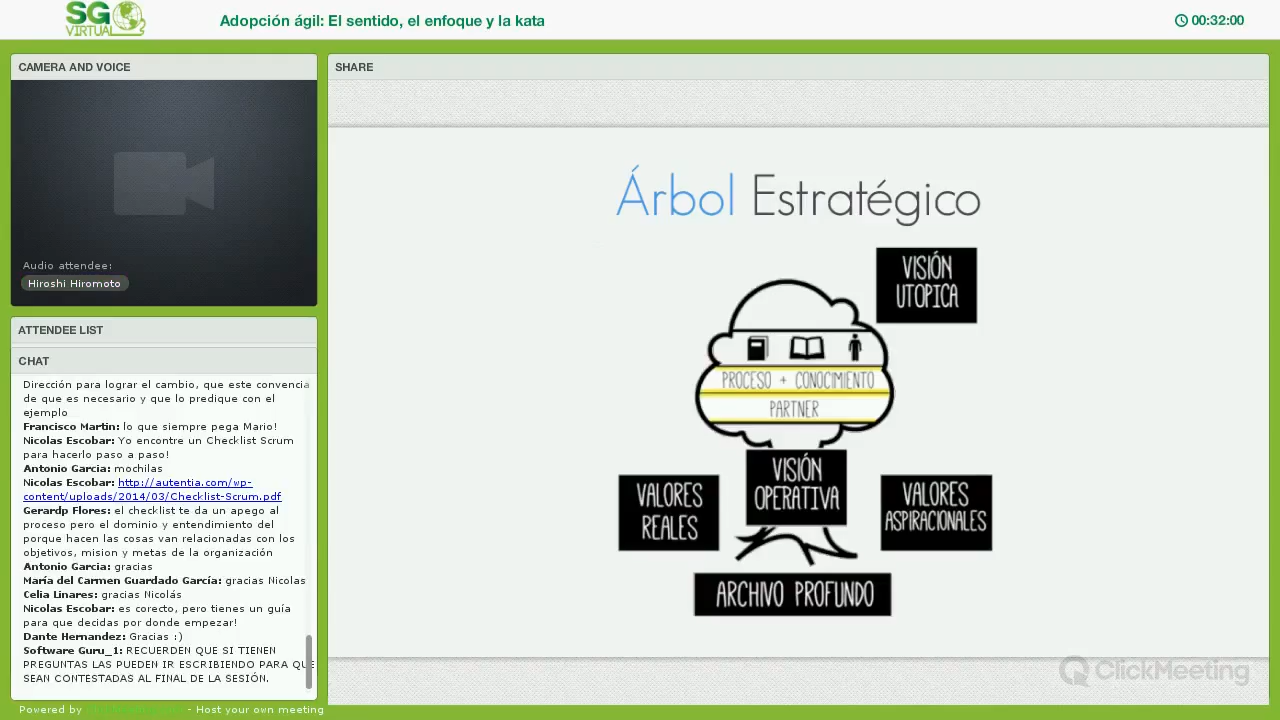 SG
VIRTUAL
Adopción ágil: El sentido, el enfoque y la kata
00:32:00
CAMERA AND VOICE
Audio attendee:
Hiroshi Hiromoto
ATTENDEE LIST
CHAT
Dirección para lograr el cambio, que este convencia
de que es necesario y que lo predique con el
ejemplo
Francisco Martin: lo que siempre pega Mario!
Nicolas Escobar: Yo encontre un Checklist Scrum
para hacerlo paso a paso!
Antonio Garcia: mochilas
Nicolas Escobar: http://autentia.com/wp-
content/uploads/2014/03/Checklist-Scrum.pdf
Gerardp Flores: el checklist te da un apego al
proceso pero el dominio y entendimiento del
porque hacen las cosas van relacionadas con los
objetivos, mision y metas de la organización
Antonio Garcia: gracias
María del Carmen Guardado García: gracias Nicolas
Celia Linares: gracias Nicolás
Nicolas Escobar: es corecto, pero tienes un guía
para que decidas por donde empezar!
Dante Hernandez: Gracias :)
Software Guru_1: RECUERDEN QUE SI TIENEN
PREGUNTAS LAS PUEDEN IR ESCRIBIENDO PARA QUE
SEAN CONTESTADAS AL FINAL DE LA SESIÓN.
Powered by - Host your own meeting
SHARE
Árbol Estratégico
VISIÓN
UTOPICA
PROCESO + CONOCIMIENTO
PARTNER
VISIÓN
OPERATIVA
VALORES
REALES
VALORES
ASPIRACIONALES
ARCHIVO PROFUNDO
ClickMeeting